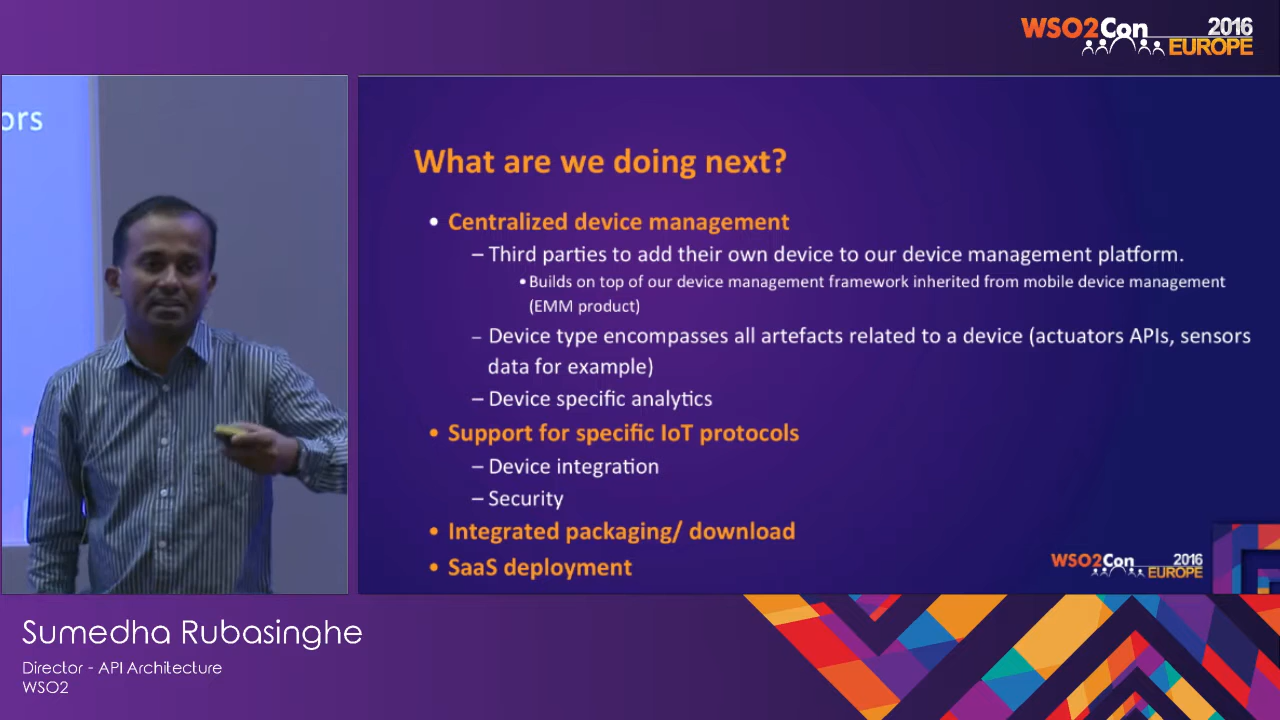 WSO2Con 2016
EUROPE
ors
What are we doing next?
• Centralized device management
– Third parties to add their own device to our device management platform.
• Builds on top of our device management framework inherited from mobile device management
(EMM product)
– Device type encompasses all artefacts related to a device (actuators APIs, sensors
data for example)
– Device specific analytics
• Support for specific IoT protocols
– Device integration
– Security
• Integrated packaging/ download
• SaaS deployment
WSO2Con 2016
EUROPE
Sumedha Rubasinghe
Director - API Architecture
WSO2